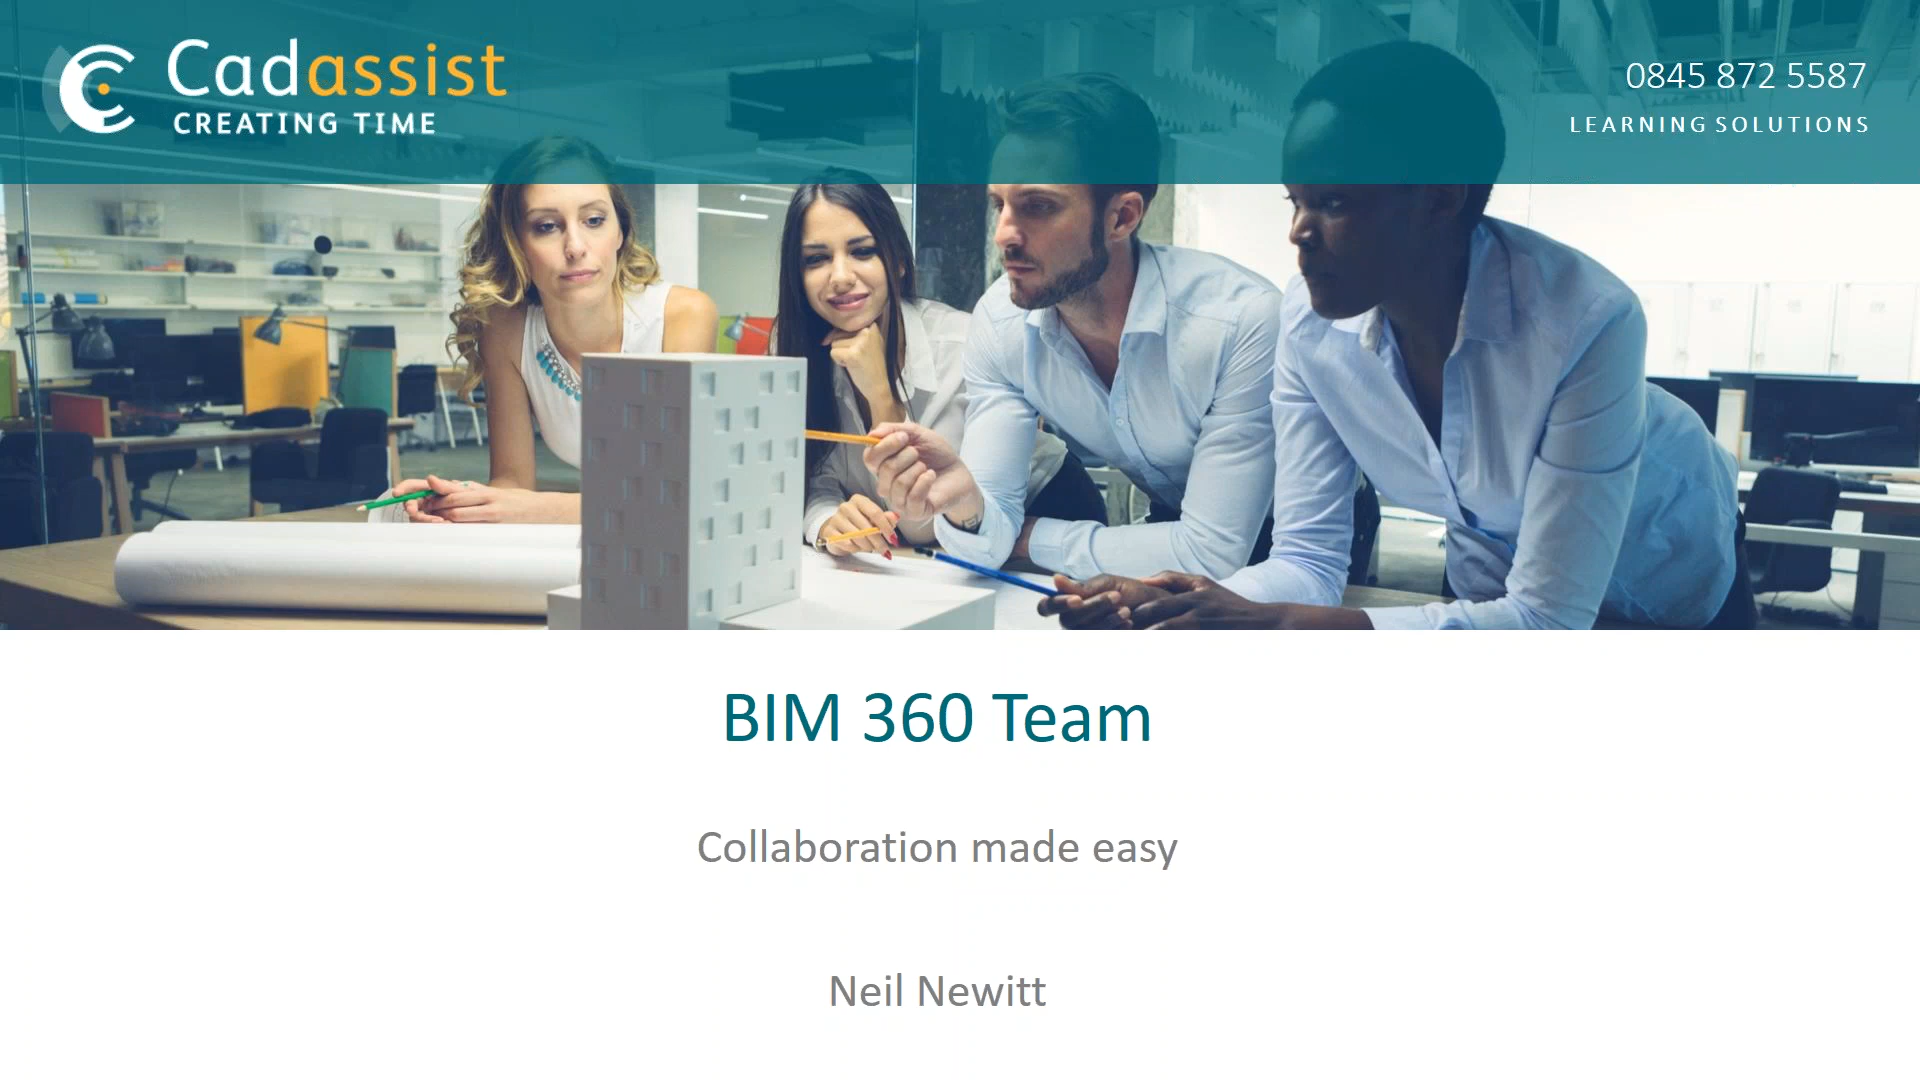 Cadassist
CREATING TIME
0845 872 5587
LEARNING SOLUTIONS
BIM 360 Team
Collaboration made easy
Neil Newitt